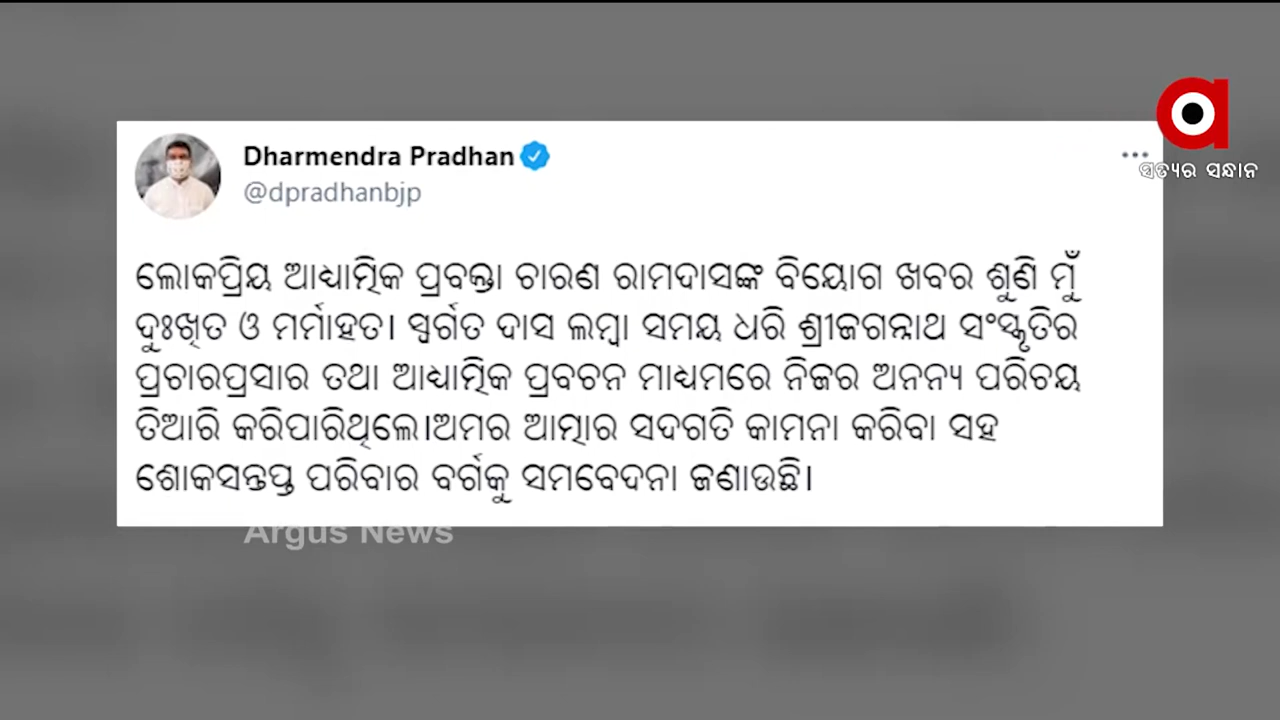 Dharmendra Pradhan
@dpradhanbjp
ସତ୍ୟର ସନ୍ଧାନ
ଲୋକପ୍ରିୟ ଆଧ୍ୟାତ୍ମିକ ପ୍ରବକ୍ତା ଚାରଣ ରାମଦାସଙ୍କ ବିୟୋଗ ଖବର ଶୁଣି ମୁଁ
ଦୁଃଖିତ ଓ ମର୍ମାହତ। ସ୍ୱର୍ଗତ ଦାସ ଲମ୍ବା ସମୟ ଧରି ଶ୍ରୀଜଗନ୍ନାଥ ସଂସ୍କୃତିର
ପ୍ରଚାରପ୍ରସାର ତଥା ଆଧ୍ୟାତ୍ମିକ ପ୍ରବଚନ ମାଧ୍ୟମରେ ନିଜର ଅନନ୍ୟ ପରିଚୟ
ତିଆରି କରିପାରିଥିଲେ।ଅମର ଆତ୍ମାର ସଦଗତି କାମନା କରିବା ସହ
ଶୋକସନ୍ତପ୍ତ ପରିବାର ବର୍ଗକୁ ସମବେଦନା ଜଣାଉଛି।
Argus News